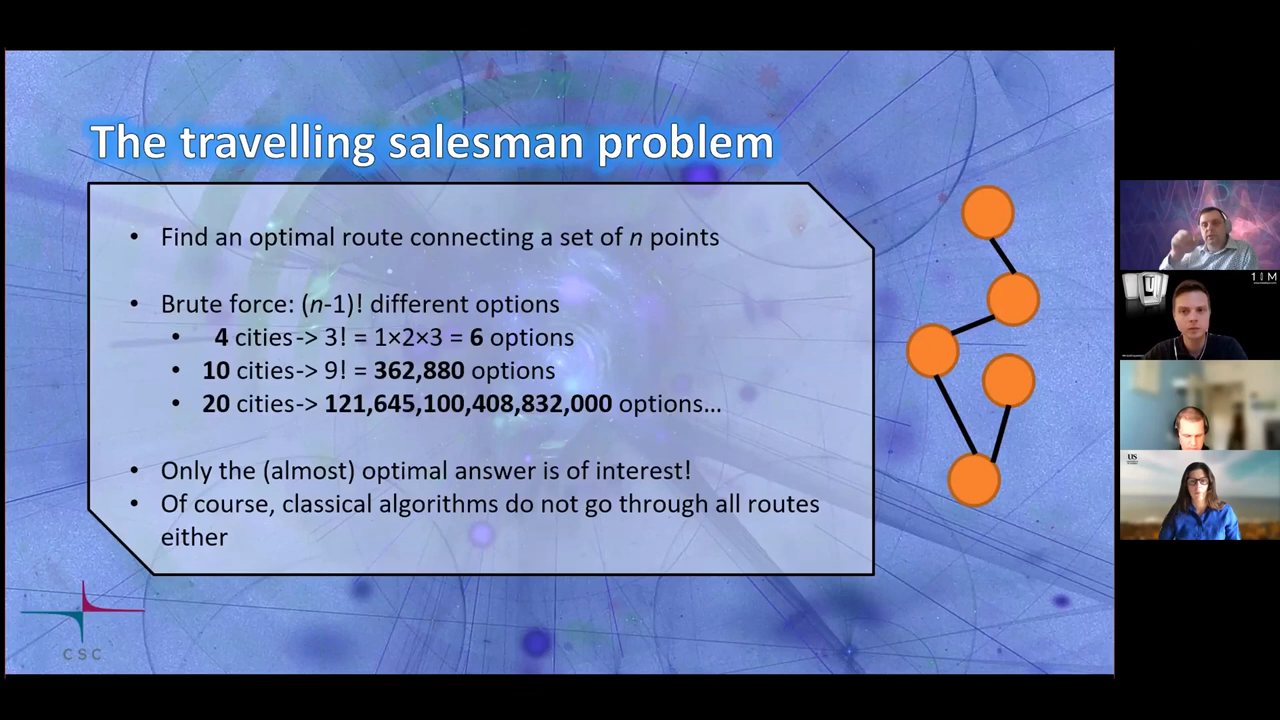 The travelling salesman problem
• Find an optimal route connecting a set of n points
• Brute force: (n-1)! different options
• 4 cities-> 3! = 1×2×3 = 6 options
• 10 cities-> 9! = 362,880 options
• 20 cities-> 121,645,100,408,832,000 options...
• Only the (almost) optimal answer is of interest!
• Of course, classical algorithms do not go through all routes
either
CSC
US